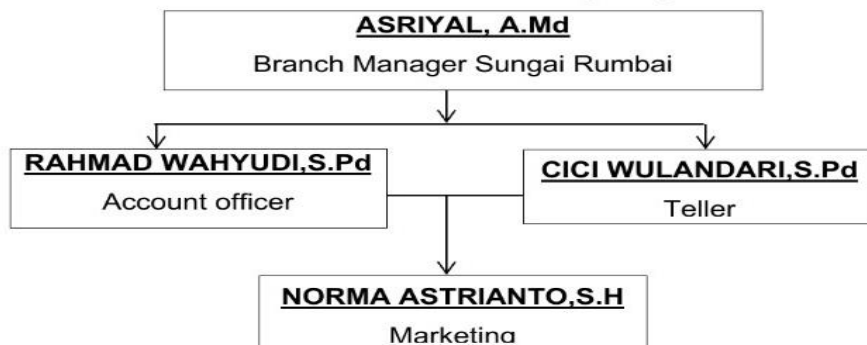 ASRIYAL, A.Md
Branch Manager Sungai Rumbai
RAHMAD WAHYUDI,S.Pd
Account officer
CICI WULANDARI,S.Pd
Teller
NORMA ASTRIANTO,S.H
Marketing